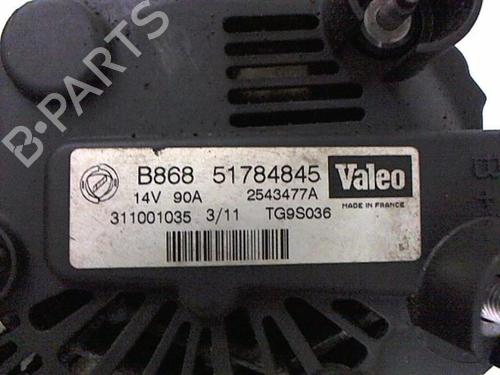 B·PARTS
B868 51784845 Valeo
14V 90A 2543477A MADE IN FRANCE
311001035 3/11 TG9S036